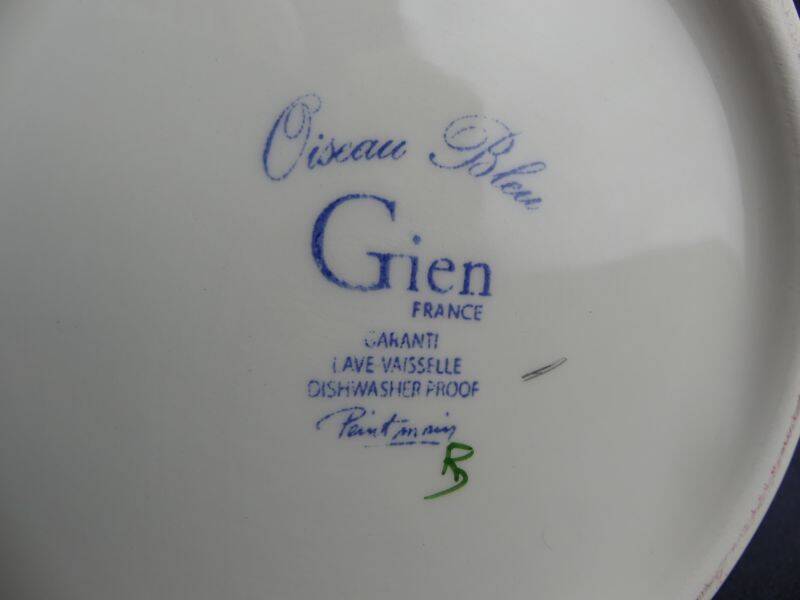 Oiseau Bleu
Gien
FRANCE
GARANTI
LAVE-VAISSELLE
DISHWASHER PROOF
Peint main